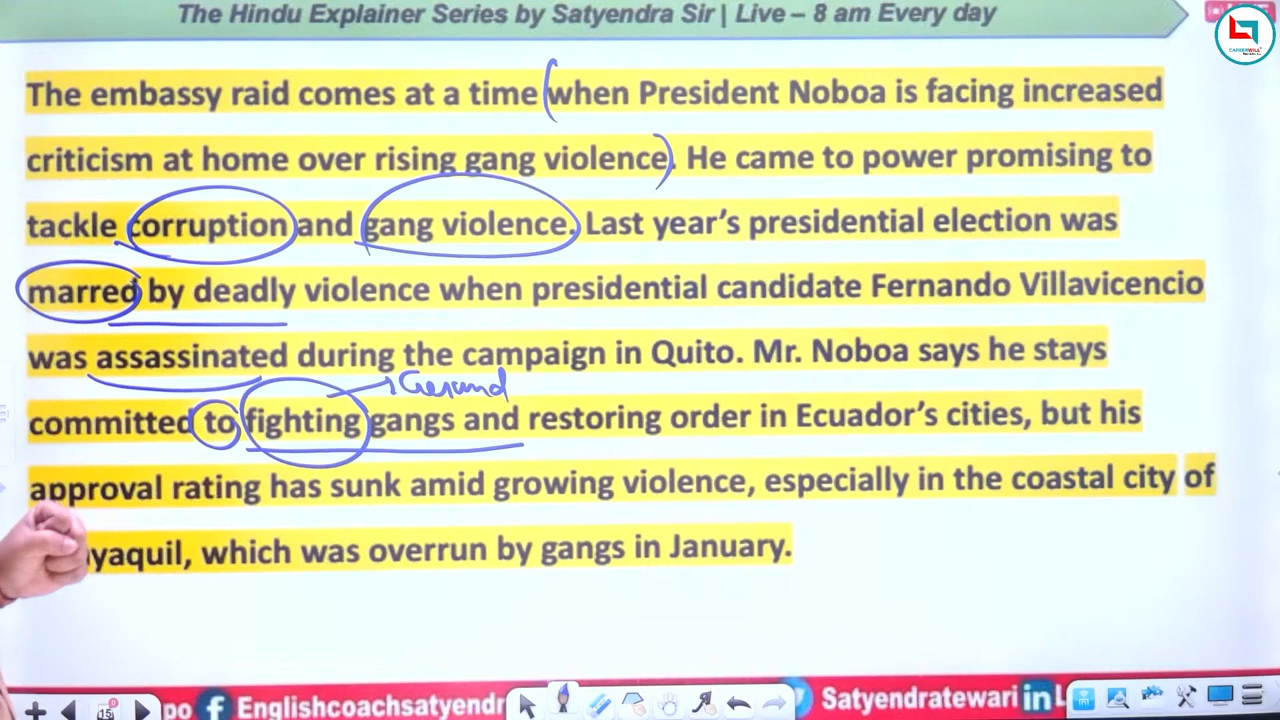 The Hindu Explainer Series by Satyendra Sir | Live – 8 am Every day
CAREERWILL
The embassy raid comes at a time when President Noboa is facing increased
criticism at home over rising gang violence. He came to power promising to
tackle corruption and gang violence. Last year's presidential election was
marred by deadly violence when presidential candidate Fernando Villavicencio
was assassinated during the campaign in Quito. Mr. Noboa says he stays
Gerund
committed to fighting gangs and restoring order in Ecuador's cities, but his
approval rating has sunk amid growing violence, especially in the coastal city of
yaquil, which was overrun by gangs in January.
15
po
Englishcoachsatyendr
Satyendratewari